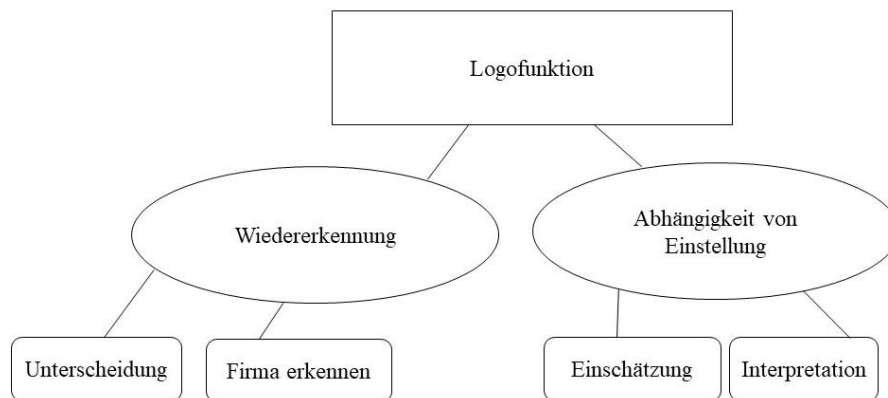 Logofunktion
Wiedererkennung
Abhängigkeit von
Einstellung
Unterscheidung
Firma erkennen
Einschätzung
Interpretation